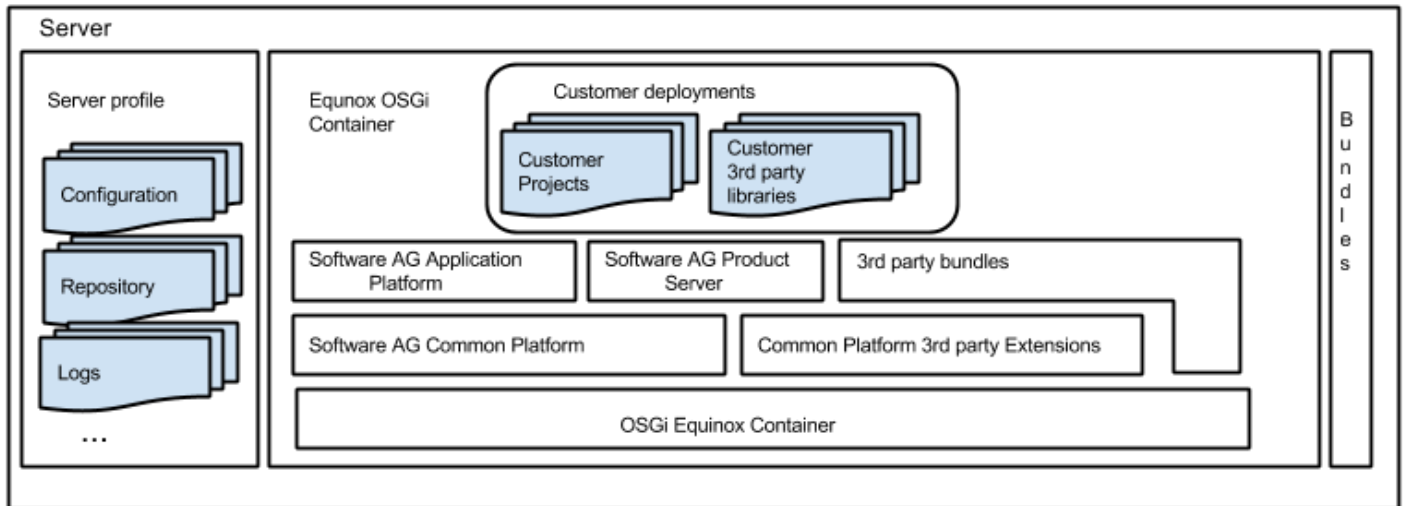 Server
Server profile
Configuration
Repository
Logs
...
Equnox OSGi
Container
Customer deployments
Customer
Projects
Customer
3rd party
libraries
Software AG Application
Platform
Software AG Product
Server
3rd party bundles
Software AG Common Platform
Common Platform 3rd party Extensions
OSGi Equinox Container
B
u
n
d
l
e
s